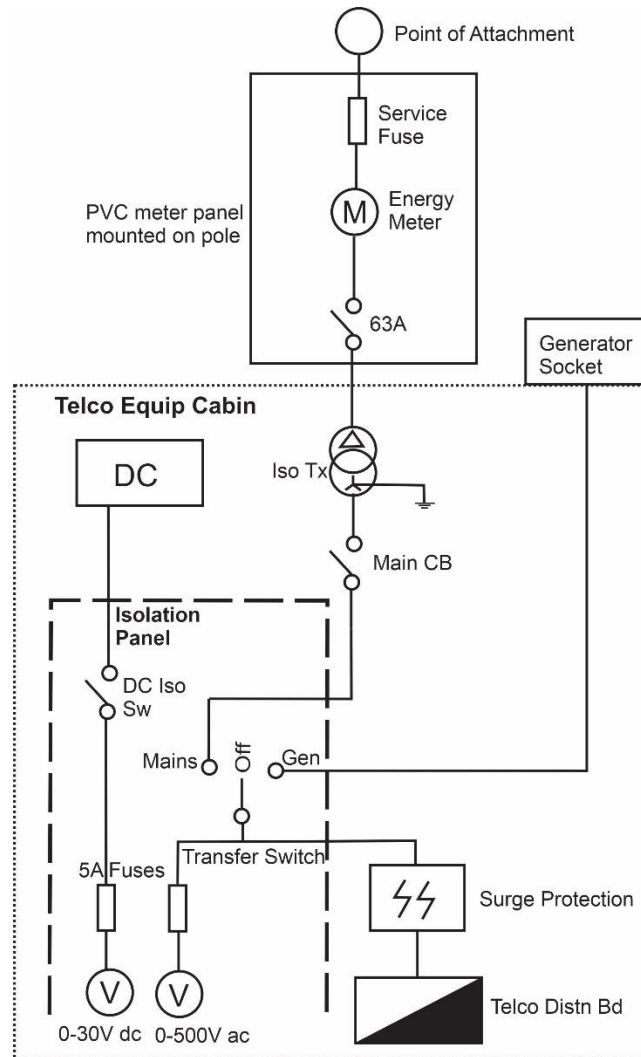 Point of Attachment
Service
Fuse
M
Energy
Meter
PVC meter panel
mounted on pole
63A
Generator
Socket
Telco Equip Cabin
DC
Iso Tx
Main CB
Isolation
Panel
DC Iso
Sw
Mains
Off
Gen
Transfer Switch
5A Fuses
Surge Protection
V
V
0-30V dc
0-500V ac
Telco Distn Bd